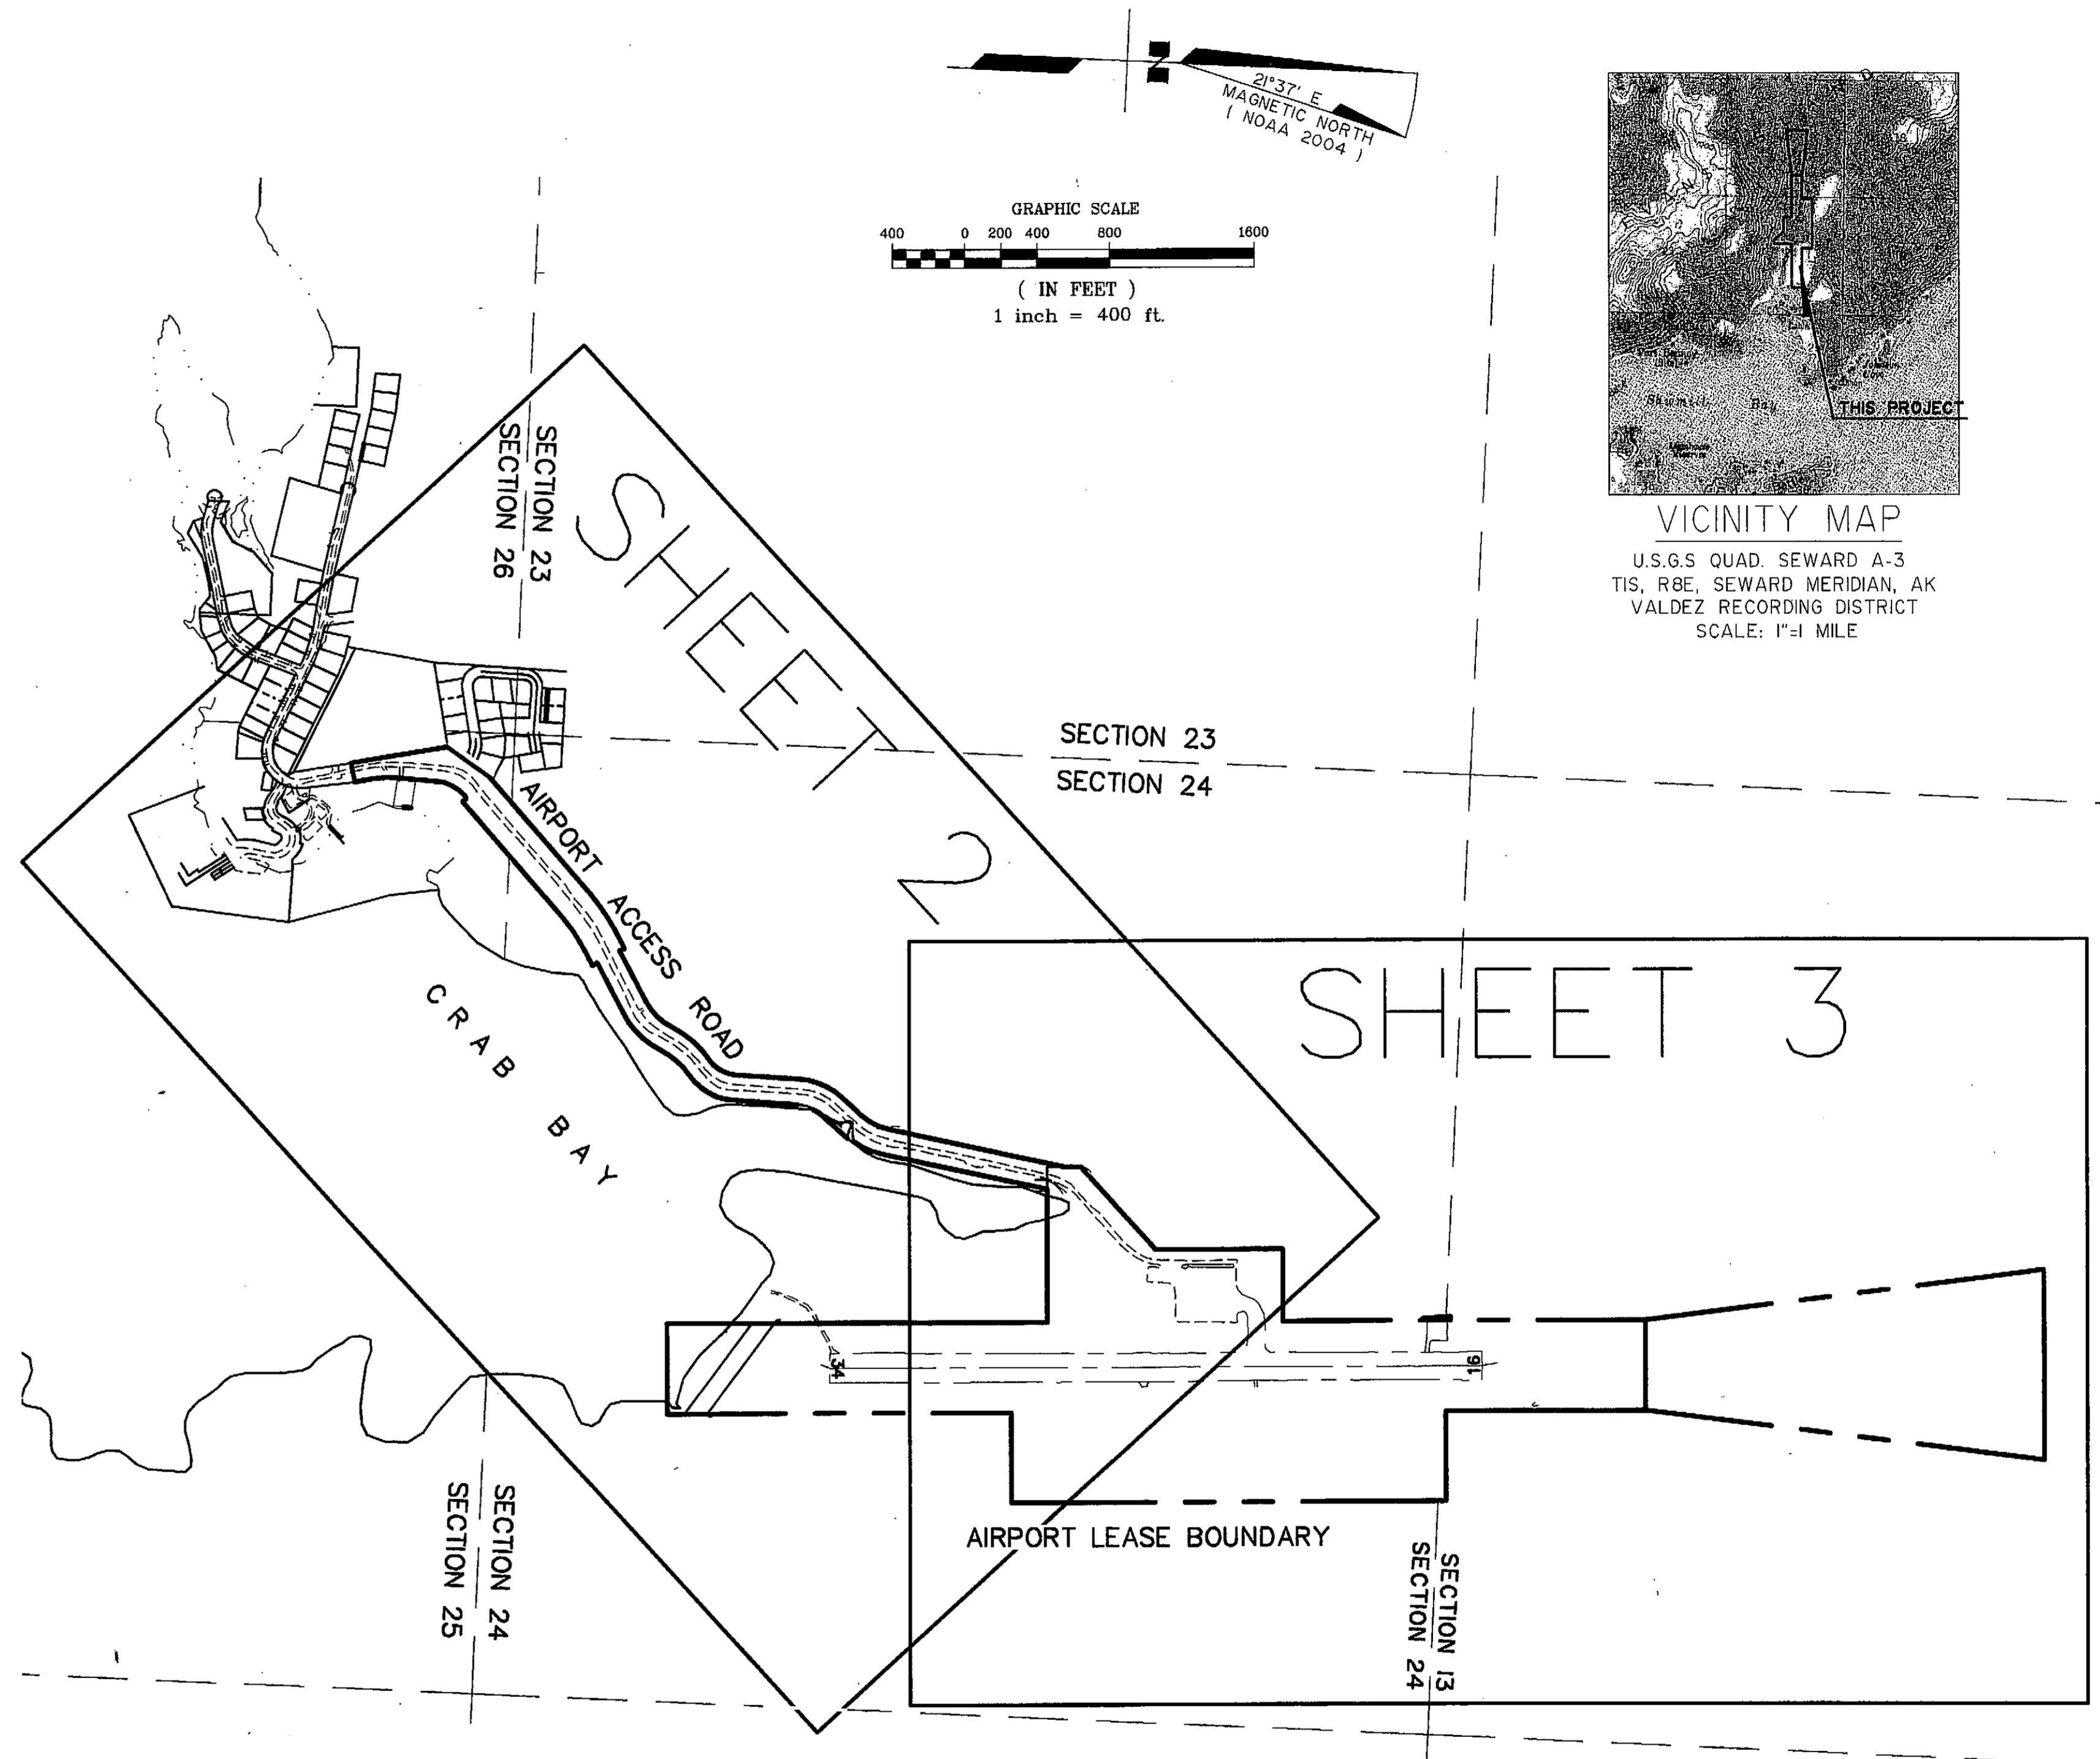 N
21°37' E
MAGNETIC NORTH
( NOAA 2004 )
GRAPHIC SCALE
400 0 200 400 800 1600
( IN FEET )
1 inch = 400 ft.
Sawmill Bay
THIS PROJECT
VICINITY MAP
U.S.G.S QUAD. SEWARD A-3
T1S, R8E, SEWARD MERIDIAN, AK
VALDEZ RECORDING DISTRICT
SCALE: 1"=1 MILE
SECTION 23
SECTION 26
SHEET 2
SECTION 23
SECTION 24
AIRPORT ACCESS ROAD
CRAB BAY
SHEET 3
34
16
AIRPORT LEASE BOUNDARY
SECTION 24
SECTION 25
SECTION 13
SECTION 24